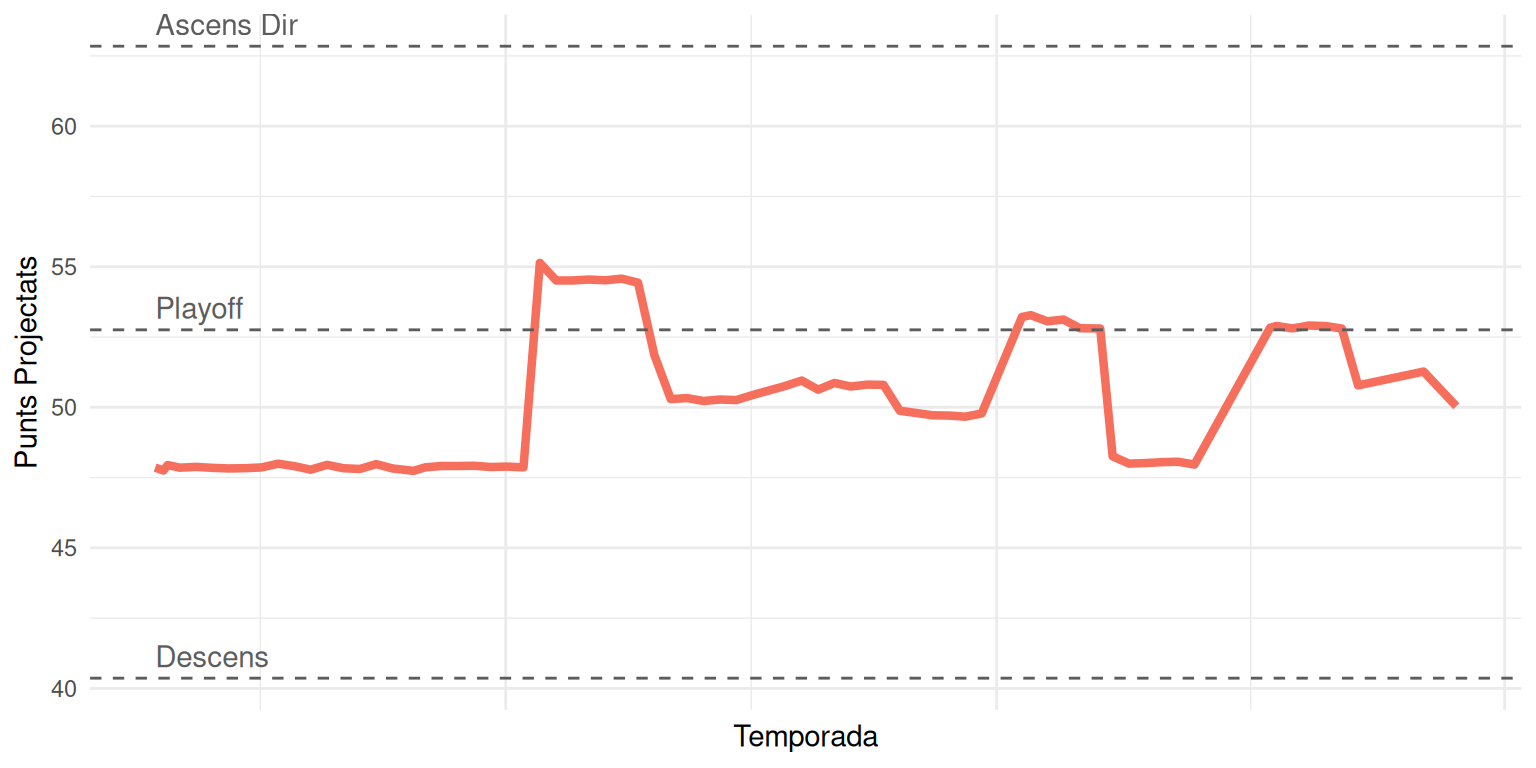 Ascens Dir
60
55
Playoff
50
45
Descens
40
Punts Projectats
Temporada